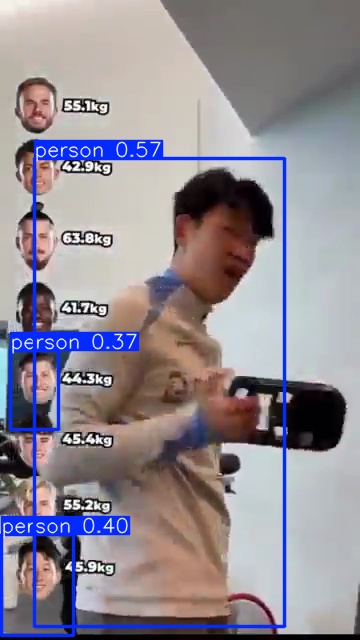 55.1kg
person 0.57
42.9kg
63.8kg
41.7kg
person 0.37
44.3kg
45.4kg
55.2kg
person 0.40
45.9kg